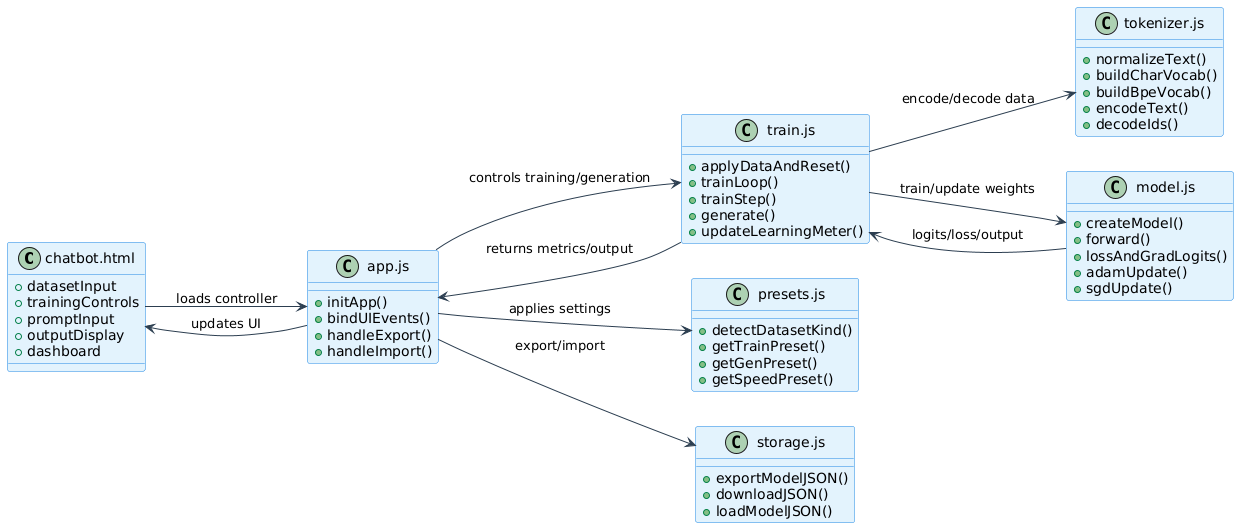 C chatbot.html
datasetInput
trainingControls
promptInput
outputDisplay
dashboard
loads controller
updates UI
C app.js
initApp()
bindUIEvents()
handleExport()
handleImport()
controls training/generation
returns metrics/output
applies settings
export/import
C train.js
applyDataAndReset()
trainLoop()
trainStep()
generate()
updateLearningMeter()
C presets.js
detectDatasetKind()
getTrainPreset()
getGenPreset()
getSpeedPreset()
C storage.js
exportModelJSON()
downloadJSON()
loadModelJSON()
encode/decode data
train/update weights
logits/loss/output
C tokenizer.js
normalizeText()
buildCharVocab()
buildBpeVocab()
encodeText()
decodeIds()
C model.js
createModel()
forward()
lossAndGradLogits()
adamUpdate()
sgdUpdate()